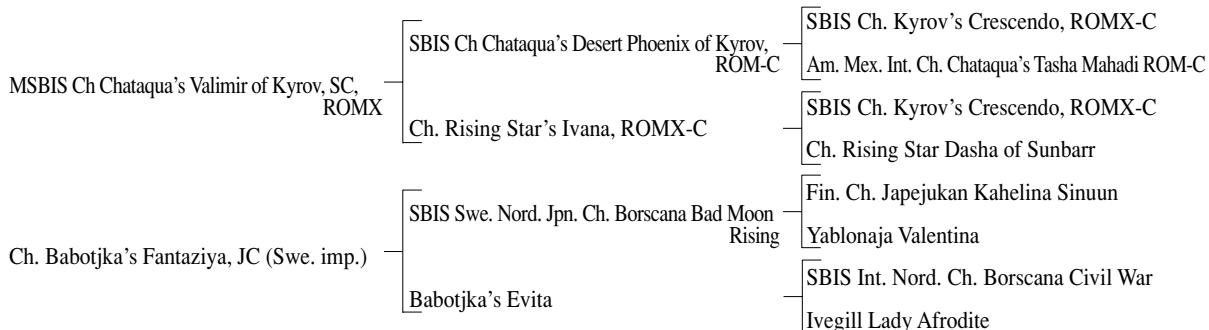 SBIS Ch. Kyrov’s Crescendo, ROMX-C
SBIS Ch Chataqua’s Desert Phoenix of Kyrov,
ROM-C
Am. Mex. Int. Ch. Chataqua’s Tasha Mahadi ROM-C
MSBIS Ch Chataqua’s Valimir of Kyrov, SC,
ROMX
SBIS Ch. Kyrov’s Crescendo, ROMX-C
Ch. Rising Star’s Ivana, ROMX-C
Ch. Rising Star Dasha of Sunbarr
Fin. Ch. Japejukan Kahelina Sinuun
SBIS Swe. Nord. Jpn. Ch. Borscana Bad Moon
Rising
Yablonaja Valentina
Ch. Babotjka’s Fantaziya, JC (Swe. imp.)
SBIS Int. Nord. Ch. Borscana Civil War
Babotjka’s Evita
Ivegill Lady Afrodite